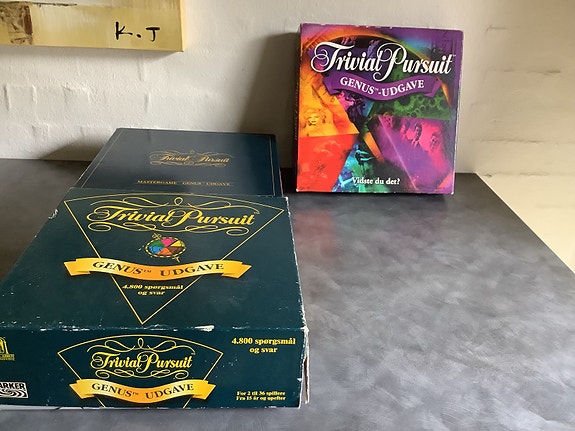 K.J
Trivial Pursuit™
GENUS™-UDGAVE
Vidste du det?
Trivial Pursuit
MASTERGAME GENUS UDGAVE
Trivial Pursuit
GENUS™ UDGAVE
4.800 spørgsmål
og svar
4.800 spørgsmål
og svar
Trivial Pursuit
GENUS™ UDGAVE
For 2 til 36 spillere
Fra 15 år og opefter
ARKER